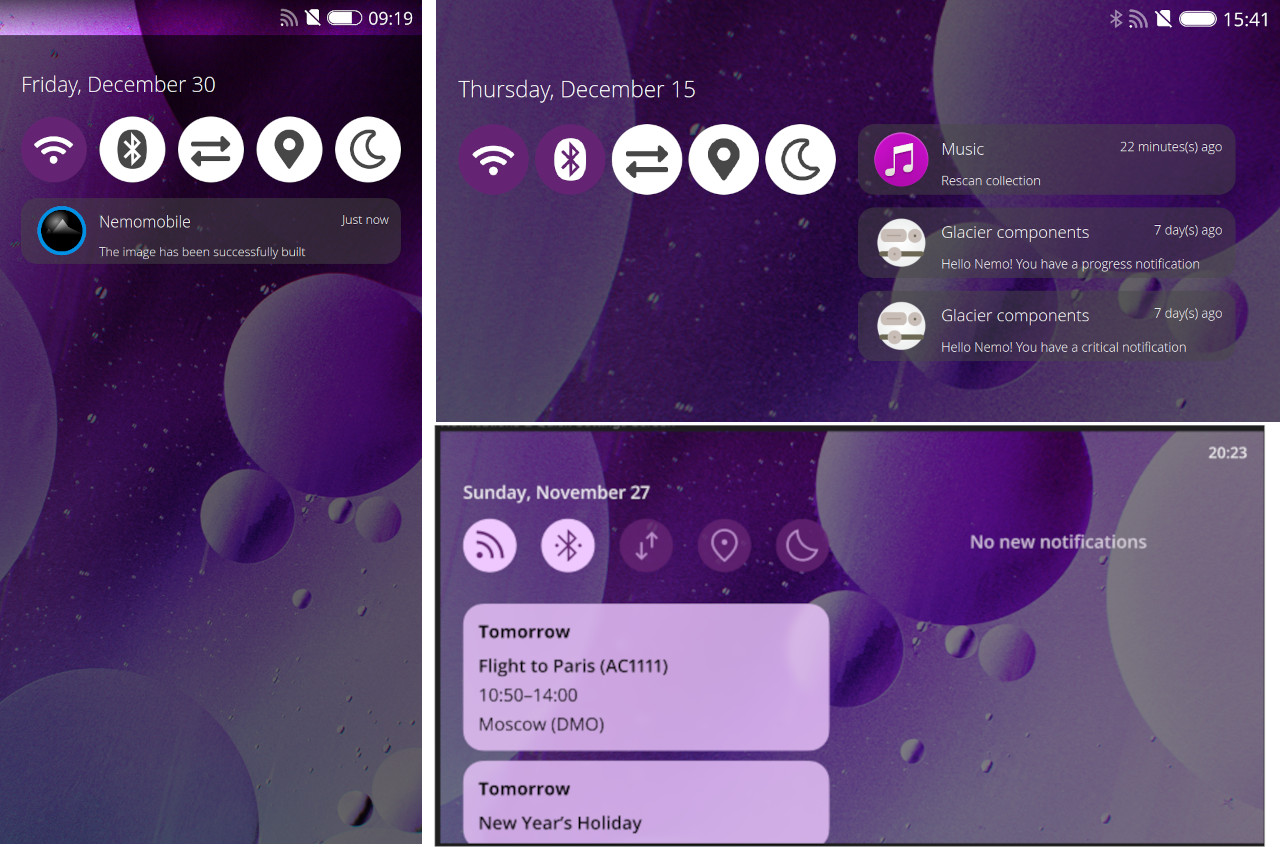 09:19
Friday, December 30
Nemomobile
Just now
The image has been successfully built
15:41
Thursday, December 15
Music
22 minutes(s) ago
Rescan collection
Glacier components
7 day(s) ago
Hello Nemo! You have a progress notification
Glacier components
7 day(s) ago
Hello Nemo! You have a critical notification
20:23
Sunday, November 27
No new notifications
Tomorrow
Flight to Paris (AC1111)
10:50–14:00
Moscow (DMO)
Tomorrow
New Year’s Holiday